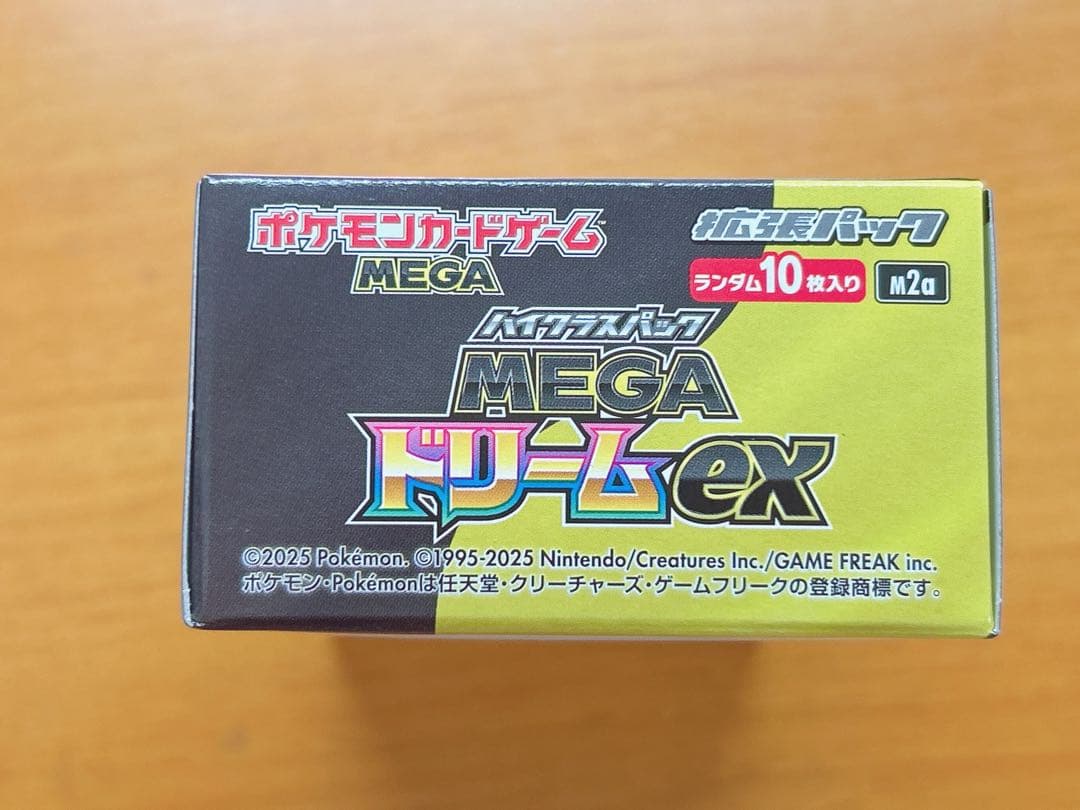 ポケモンカードゲーム™
MEGA
拡張パック
ランダム10枚入り
M2a
ハイクラスパック
MEGA
ドリームex
©2025 Pokémon. ©1995-2025 Nintendo/Creatures Inc./GAME FREAK inc.
ポケモン・Pokémonは任天堂・クリーチャーズ・ゲームフリークの登録商標です。